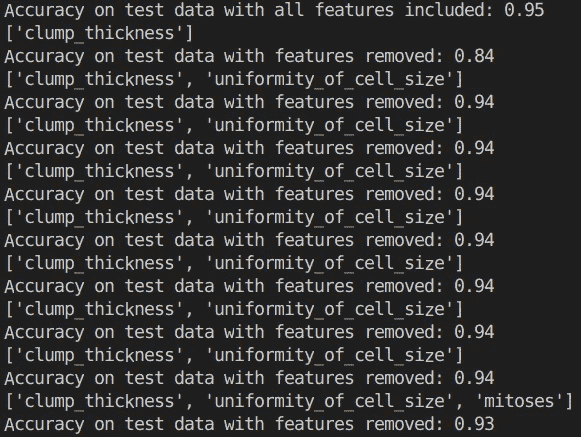 Accuracy on test data with all features included: 0.95
['clump_thickness']
Accuracy on test data with features removed: 0.84
['clump_thickness', 'uniformity_of_cell_size']
Accuracy on test data with features removed: 0.94
['clump_thickness', 'uniformity_of_cell_size']
Accuracy on test data with features removed: 0.94
['clump_thickness', 'uniformity_of_cell_size']
Accuracy on test data with features removed: 0.94
['clump_thickness', 'uniformity_of_cell_size']
Accuracy on test data with features removed: 0.94
['clump_thickness', 'uniformity_of_cell_size']
Accuracy on test data with features removed: 0.94
['clump_thickness', 'uniformity_of_cell_size']
Accuracy on test data with features removed: 0.94
['clump_thickness', 'uniformity_of_cell_size']
Accuracy on test data with features removed: 0.94
['clump_thickness', 'uniformity_of_cell_size', 'mitoses']
Accuracy on test data with features removed: 0.93